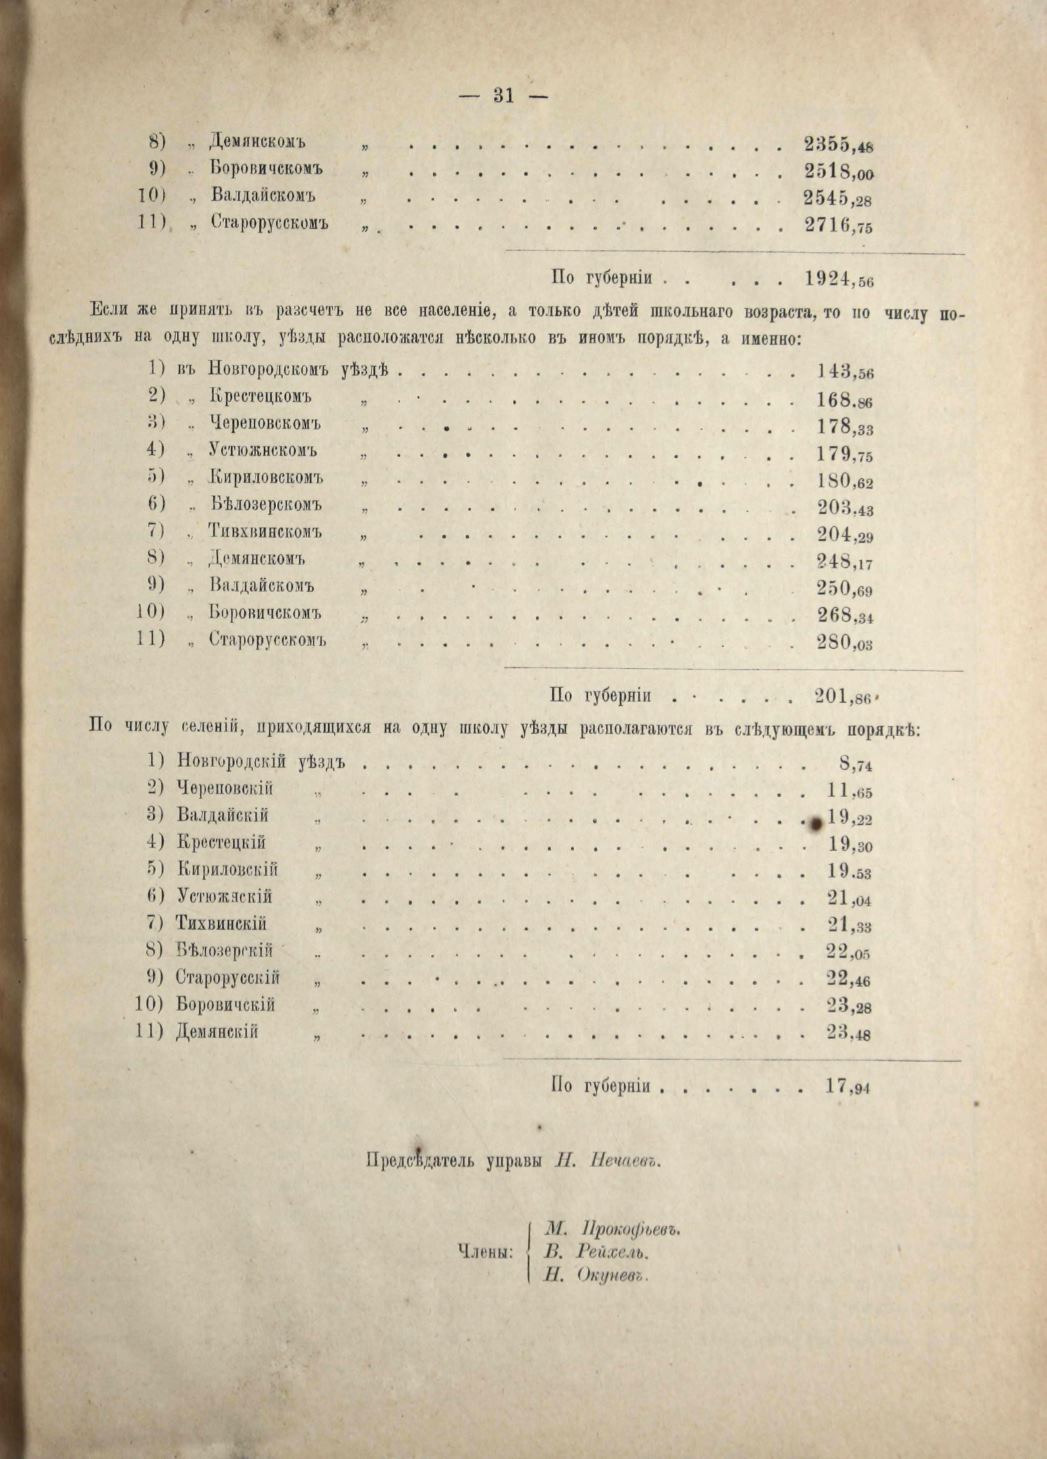 — 31 —
8) „ Демянскомъ „ . . . . . . . . . . . . . . . . . 2355,48
9) „ Боровичскомъ „ . . . . . . . . . . . . . . . . 2518,00
10) „ Валдайскомъ „ . . . . . . . . . . . . . . . . 2545,28
11) „ Старорусскомъ „ . . . . . . . . . . . . . . . . . 2716,75
По губерніи . . . . . 1924,56
Если же принять въ разсчетъ не все населеніе, а только дѣтей школьнаго возраста, то по числу по-
слѣднихъ на одну школу, уѣзды расположатся нѣсколько въ иномъ порядкѣ, а именно:
1) въ Новгородскомъ уѣздѣ . . . . . . . . . . . . . . . . . . 143,56
2) „ Крестецкомъ „ . . . . . . . . . . . . . . . . . . 168.86
3) „ Череповскомъ „ . . . . . . . . . . . . . . . . . 178,33
4) „ Устюжнскомъ „ . . . . . . . . . . . . . . . . . . 179,75
5) „ Кириловскомъ „ . . . . . . . . . . . . . . . . 180,62
6) „ Бѣлозерскомъ „ . . . . . . . . . . . . . . . . 203,43
7) „ Тивхвинскомъ „ . . . . . . . . . . . . . . . 204,29
8) „ Демянскомъ „ . . . . . . . . . . . . . . . 248,17
9) „ Валдайскомъ „ . . . . . . . . . . . 250,69
10) „ Боровичскомъ „ . . . . . . . . . . . . . . . . . . 268,34
11) „ Старорусскомъ „ . . . . . . . . . . . . . . . . 280,03
По губерніи . . . . . . 201,86
По числу селеній, приходящихся на одну школу уѣзды располагаются въ слѣдующемъ порядкѣ:
1) Новгородскій уѣздъ . . . . . . . . . . . . . . . . . . . . 8,74
2) Череповскій „ . . . . . . . . . . . . . . . 11,65
3) Валдайскій „ . . . . . . . . . . . . . . . . . . . 19,22
4) Крестецкій „ . . . . . . . . . . . . . . . . . . 19,30
5) Кириловскій „ . . . . . . . . . . . . . . . . 19.53
6) Устюжнскій „ . . . . . . . . . . . . . . . . . . 21,04
7) Тихвинскій „ . . . . . . . . . . . . . . . . . . 21,33
8) Бѣлозерскій „ . . . . . . . . . . . . . . . . . . . 22,05
9) Старорусскій „ . . . . . . . . . . . . . . . . . . . . 22,46
10) Боровичскій „ . . . . . . . . . . . . . . . . . . 23,28
11) Демянскій „ . . . . . . . . . . . . . . . . . . . . 23,48
По губерніи . . . . . . . 17,94
Предсѣдатель управы Н. Нечаевъ.
М. Прокофьевъ.
Члены: В. Рейхель.
Н. Окуневъ.